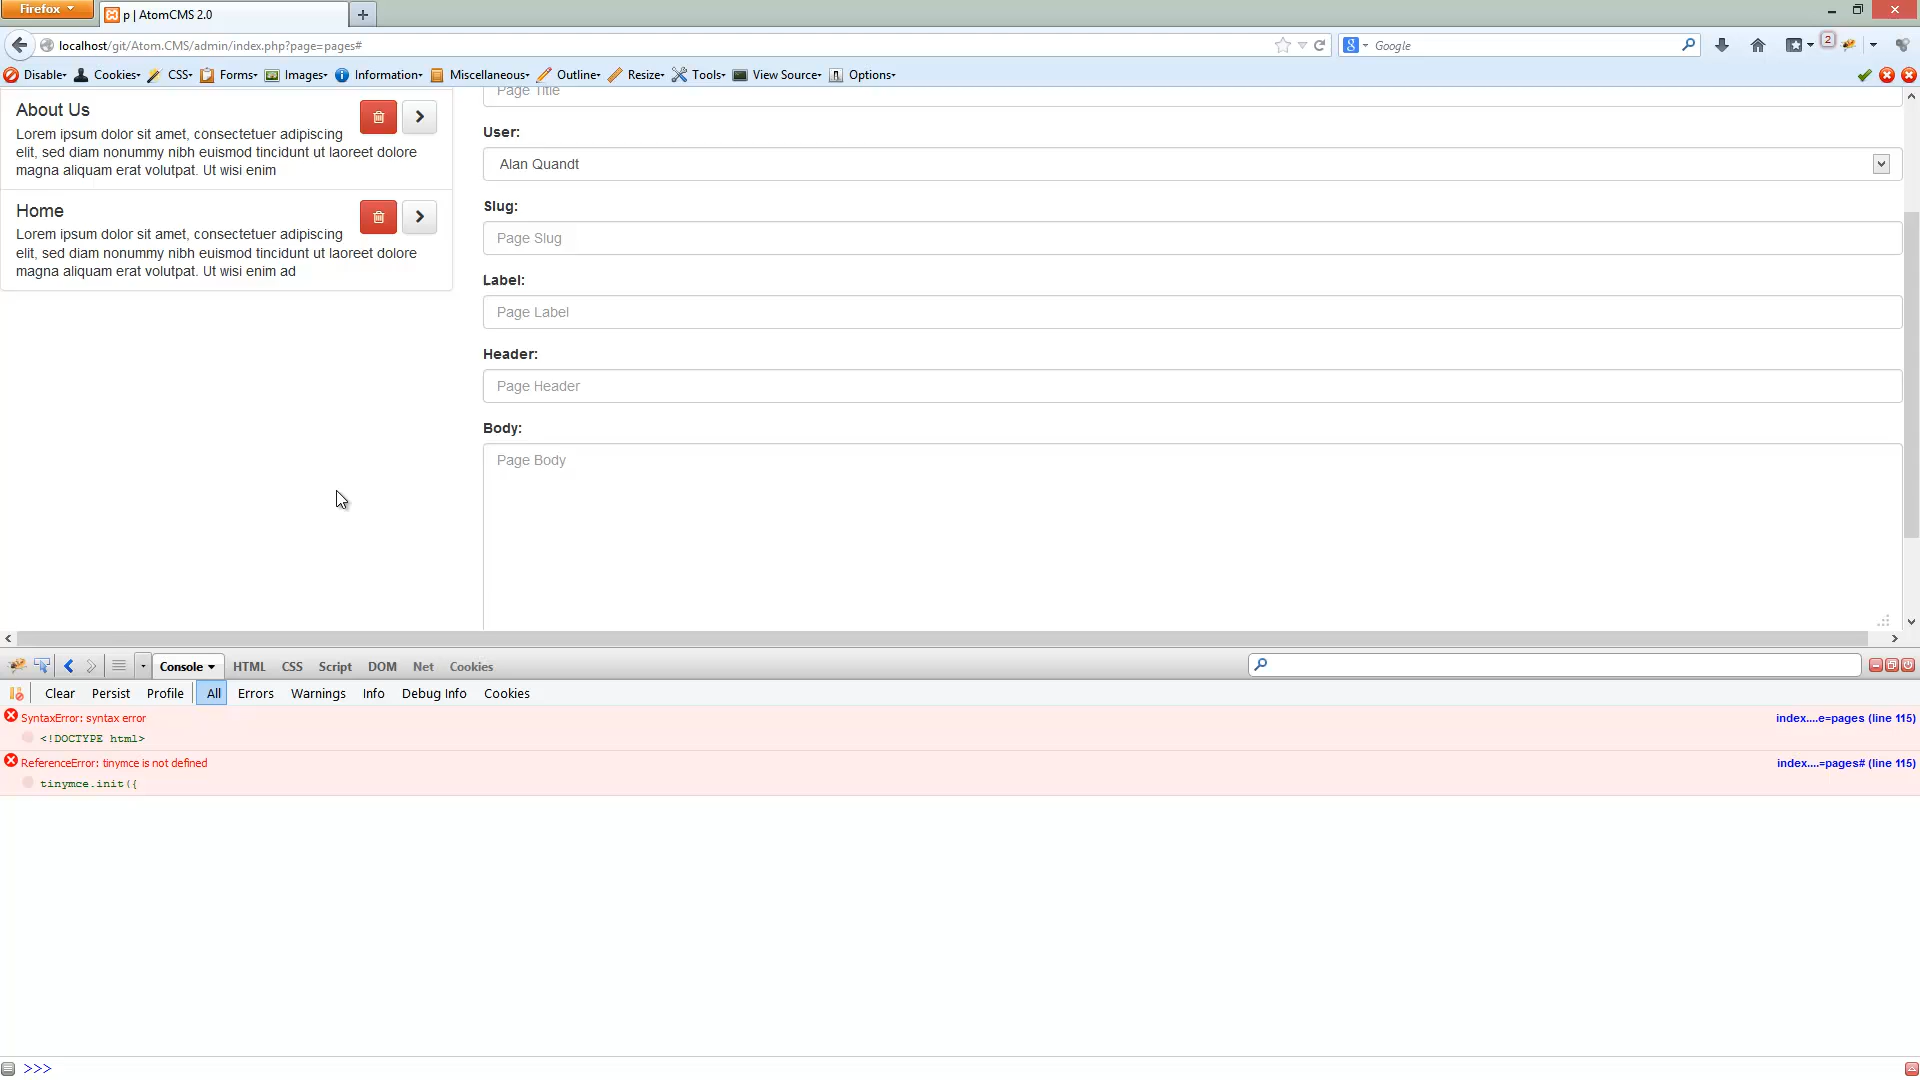 Firefox
p | AtomCMS 2.0
localhost/git/Atom.CMS/admin/index.php?page=pages#
8
Google
2
Disable
Cookies
CSS
Forms
Images
Information
Miscellaneous
Outline
Resize
Tools
View Source
Options
Page Title
About Us
Lorem ipsum dolor sit amet, consectetuer adipiscing
elit, sed diam nonummy nibh euismod tincidunt ut laoreet dolore
magna aliquam erat volutpat. Ut wisi enim
Home
Lorem ipsum dolor sit amet, consectetuer adipiscing
elit, sed diam nonummy nibh euismod tincidunt ut laoreet dolore
magna aliquam erat volutpat. Ut wisi enim ad
User:
Alan Quandt
Slug:
Page Slug
Label:
Page Label
Header:
Page Header
Body:
Page Body
Console
HTML
CSS
Script
DOM
Net
Cookies
Clear
Persist
Profile
All
Errors
Warnings
Info
Debug Info
Cookies
SyntaxError: syntax error
index....e=pages (line 115)
<!DOCTYPE html>
ReferenceError: tinymce is not defined
index....=pages# (line 115)
tinymce.init({
>>>